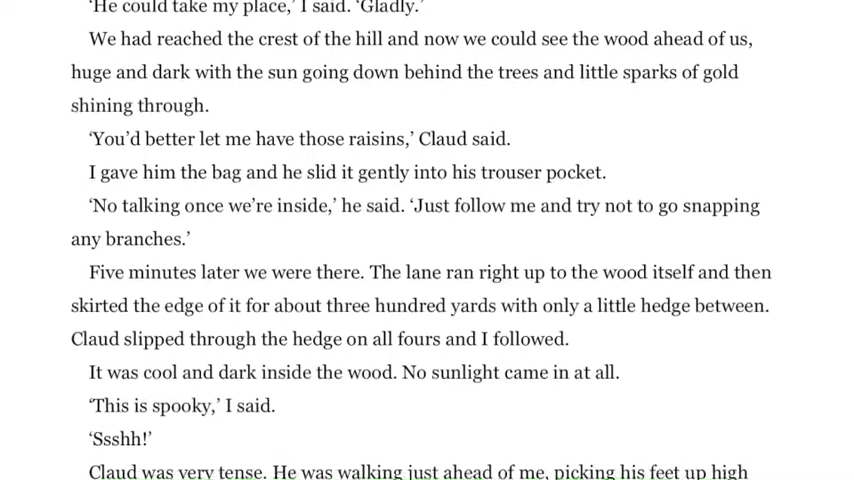 ‘He could take my place,’ I said. ‘Gladly.’
We had reached the crest of the hill and now we could see the wood ahead of us,
huge and dark with the sun going down behind the trees and little sparks of gold
shining through.
‘You’d better let me have those raisins,’ Claud said.
I gave him the bag and he slid it gently into his trouser pocket.
‘No talking once we’re inside,’ he said. ‘Just follow me and try not to go snapping
any branches.’
Five minutes later we were there. The lane ran right up to the wood itself and then
skirted the edge of it for about three hundred yards with only a little hedge between.
Claud slipped through the hedge on all fours and I followed.
It was cool and dark inside the wood. No sunlight came in at all.
‘This is spooky,’ I said.
‘Ssshh!’
Claud was very tense. He was walking just ahead of me, picking his feet up high